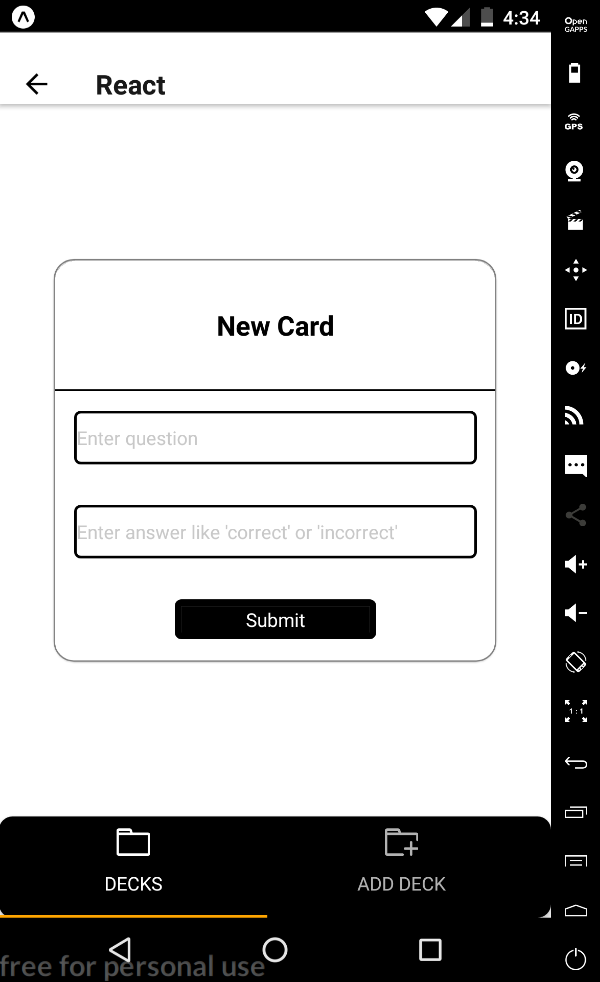 4:34
Open
GAPPS
React
GPS
ID
New Card
Enter question
Enter answer like 'correct' or 'incorrect'
Submit
1:1
DECKS
ADD DECK
free for personal use